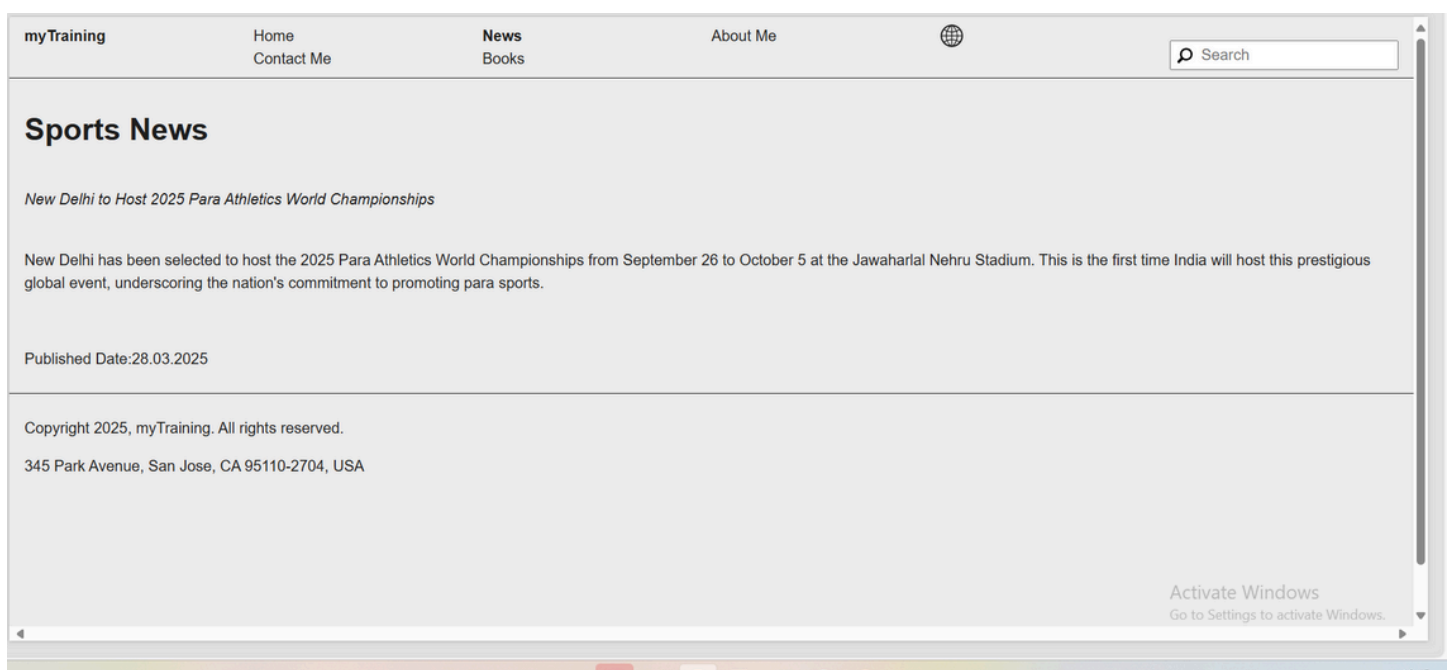 myTraining Home News About Me
Contact Me Books Search
Sports News
New Delhi to Host 2025 Para Athletics World Championships
New Delhi has been selected to host the 2025 Para Athletics World Championships from September 26 to October 5 at the Jawaharlal Nehru Stadium. This is the first time India will host this prestigious
global event, underscoring the nation's commitment to promoting para sports.
Published Date:28.03.2025
Copyright 2025, myTraining. All rights reserved.
345 Park Avenue, San Jose, CA 95110-2704, USA
Activate Windows
Go to Settings to activate Windows.